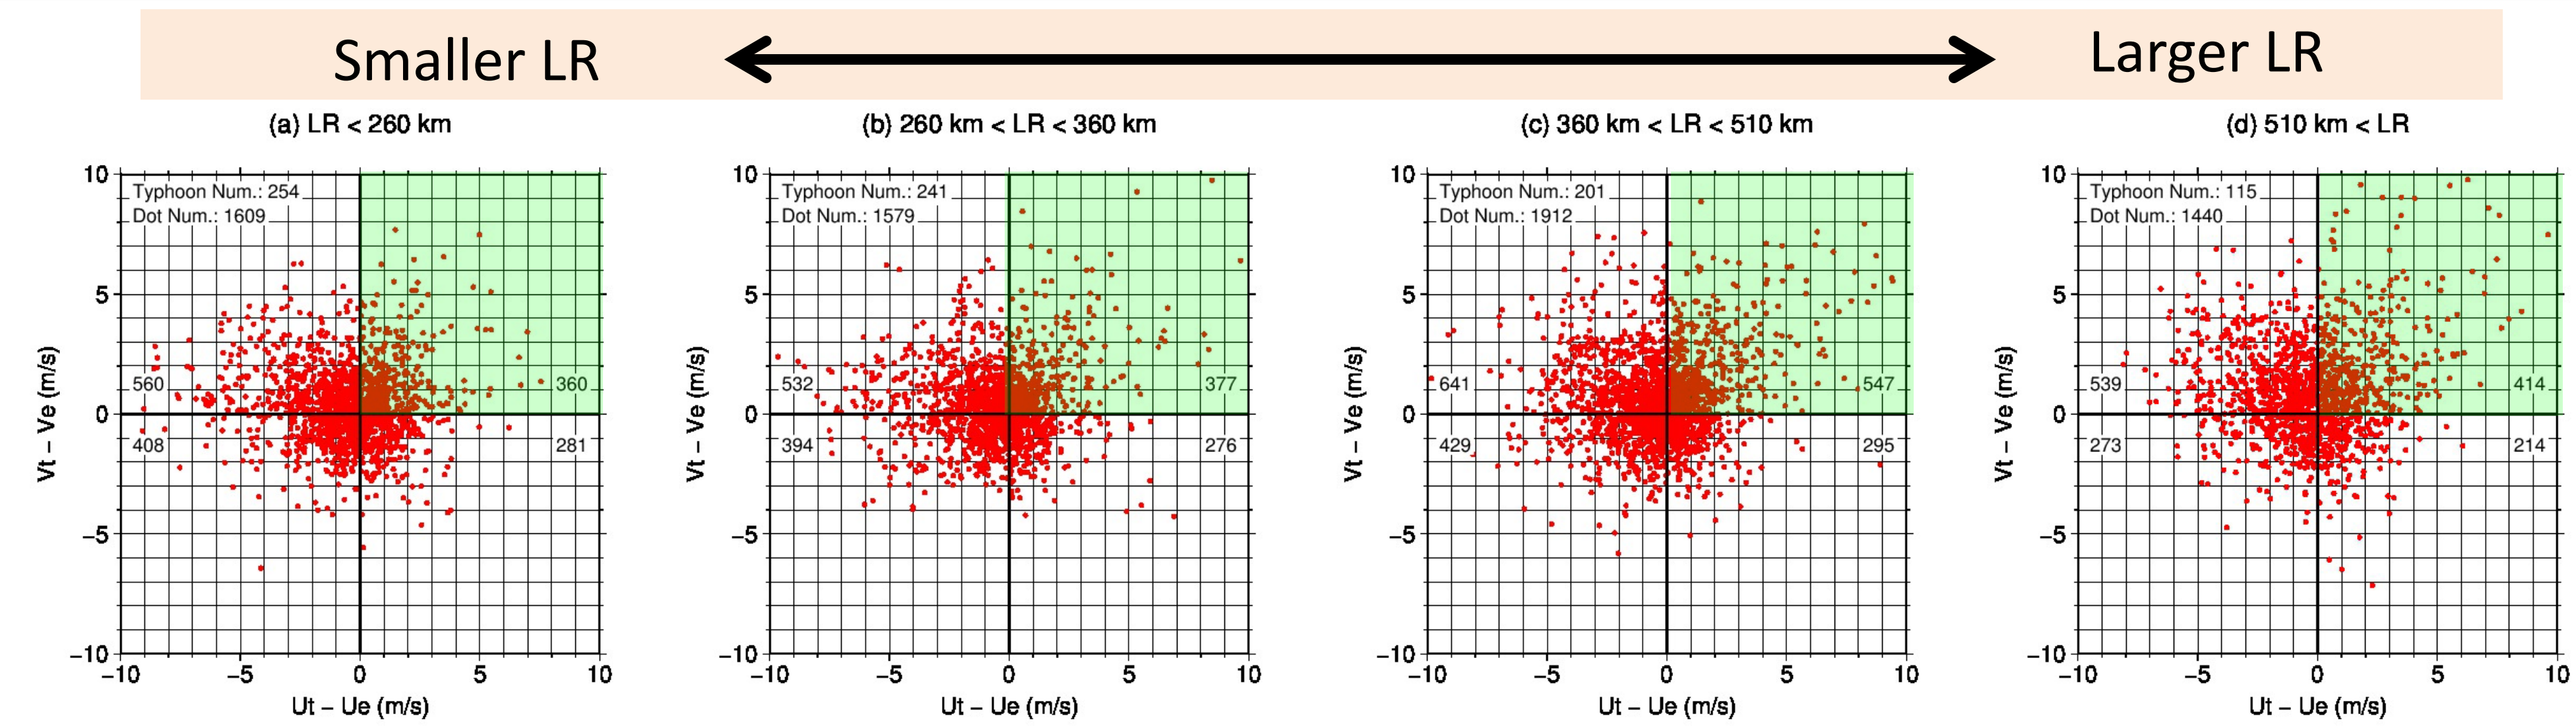 Smaller LR
Larger LR
(a) LR < 260 km
(b) 260 km < LR < 360 km
(c) 360 km < LR < 510 km
(d) 510 km < LR
Typhoon Num.: 254
Dot Num.: 1609
10
5
0
−5
−10
560
360
408
281
−10
−5
0
5
10
Vt − Ve (m/s)
Ut − Ue (m/s)
Typhoon Num.: 241
Dot Num.: 1579
10
5
0
−5
−10
532
377
394
276
−10
−5
0
5
10
Vt − Ve (m/s)
Ut − Ue (m/s)
Typhoon Num.: 201
Dot Num.: 1912
10
5
0
−5
−10
641
547
429
295
−10
−5
0
5
10
Vt − Ve (m/s)
Ut − Ue (m/s)
Typhoon Num.: 115
Dot Num.: 1440
10
5
0
−5
−10
539
414
273
214
−10
−5
0
5
10
Vt − Ve (m/s)
Ut − Ue (m/s)